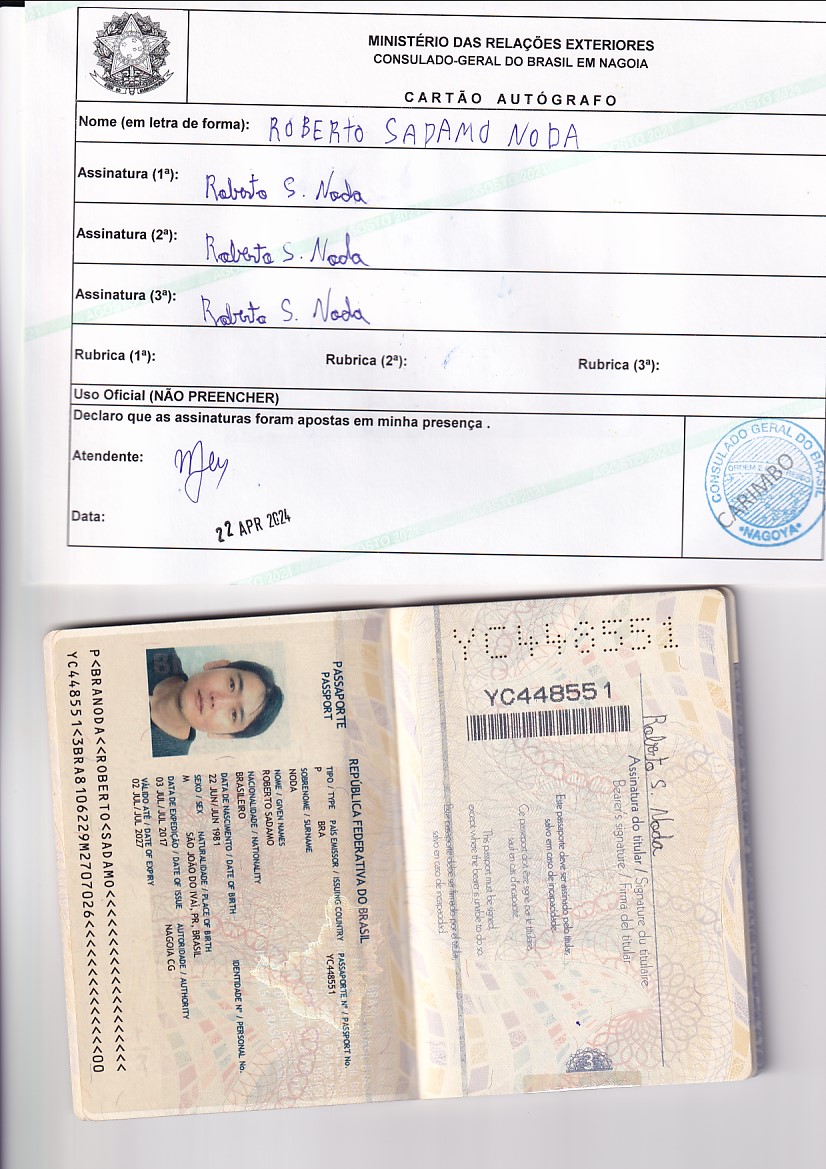 MINISTÉRIO DAS RELAÇÕES EXTERIORES
CONSULADO-GERAL DO BRASIL EM NAGOIA
CARTÃO AUTÓGRAFO
Nome (em letra de forma): ROBERTO SADAMO NODA
Assinatura (1ª): Roberto S. Noda
Assinatura (2ª): Roberto S. Noda
Assinatura (3ª): Roberto S. Noda
Rubrica (1ª): Rubrica (2ª): Rubrica (3ª):
Uso Oficial (NÃO PREENCHER)
Declaro que as assinaturas foram apostas em minha presença .
Atendente:
Data: 22 APR 2024
CONSULADO GERAL DO BRASIL
CARIMBO
NAGOYA
YC448551
YC448551
Roberto S. Noda
Assinatura do titular / Signature du titulaire
Bearer's signature / Firma del titular
Este passaporte deve ser assinado pelo titular,
salvo em caso de incapacidade.
Ce passeport doit être signé par le titulaire,
sauf en cas d'incapacité.
This passport must be signed,
except where the bearer is unable to do so.
Este pasaporte debe ser firmado por el titular,
salvo en caso de incapacidad.
3
PASSAPORTE
PASSPORT
REPÚBLICA FEDERATIVA DO BRASIL
TIPO / TYPE PAÍS EMISSOR / ISSUING COUNTRY PASSAPORTE Nº / PASSPORT No.
P BRA YC448551
SOBRENOME / SURNAME
NODA
NOME / GIVEN NAMES
ROBERTO SADAMO
NACIONALIDADE / NATIONALITY
BRASILEIRO
DATA DE NASCIMENTO / DATE OF BIRTH IDENTIDADE Nº / PERSONAL No.
22 JUN/JUN 1981
SEXO / SEX NATURALIDADE / PLACE OF BIRTH
M SÃO JOÃO DO IVAÍ, PR, BRASIL
DATA DE EXPEDIÇÃO / DATE OF ISSUE AUTORIDADE / AUTHORITY
03 JUL/JUL 2017 NAGOIA CG
VÁLIDO ATÉ / DATE OF EXPIRY
02 JUL/JUL 2027
P<BRANODA<<ROBERTO<SADAMO<<<<<<<<<<<<<<<<<<<
YC448551<3BRA8106229M2707026<<<<<<<<<<<<<<00